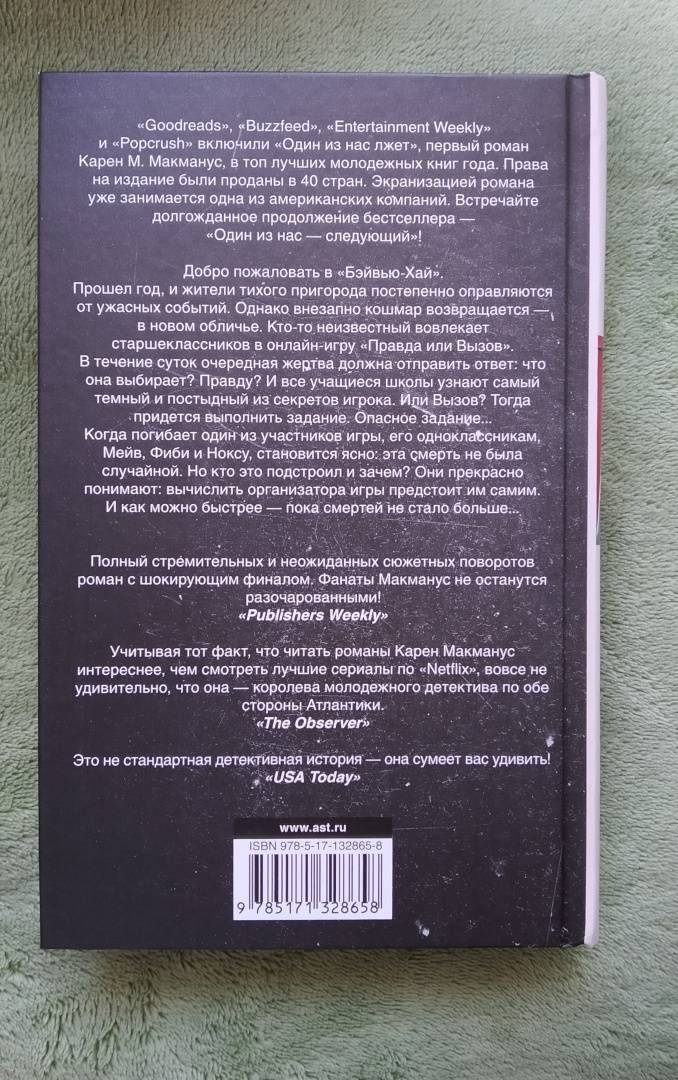 «Goodreads», «Buzzfeed», «Entertainment Weekly»
и «Popcrush» включили «Один из нас лжет», первый роман
Карен М. Макманус, в топ лучших молодежных книг года. Права
на издание были проданы в 40 стран. Экранизацией романа
уже занимается одна из американских компаний. Встречайте
долгожданное продолжение бестселлера —
«Один из нас — следующий»!
Добро пожаловать в «Бэйвью-Хай».
Прошел год, и жители тихого пригорода постепенно оправляются
от ужасных событий. Однако внезапно кошмар возвращается —
в новом обличье. Кто-то неизвестный вовлекает
старшеклассников в онлайн-игру «Правда или Вызов».
В течение суток очередная жертва должна отправить ответ: что
она выбирает? Правду? И все учащиеся школы узнают самый
темный и постыдный из секретов игрока. Или Вызов? Тогда
придется выполнить задание. Опасное задание...
Когда погибает один из участников игры, его одноклассникам,
Мейв, Фиби и Ноксу, становится ясно: эта смерть не была
случайной. Но кто это подстроил и зачем? Они прекрасно
понимают: вычислить организатора игры предстоит им самим.
И как можно быстрее — пока смертей не стало больше...
Полный стремительных и неожиданных сюжетных поворотов
роман с шокирующим финалом. Фанаты Макманус не останутся
разочарованными!
«Publishers Weekly»
Учитывая тот факт, что читать романы Карен Макманус
интереснее, чем смотреть лучшие сериалы по «Netflix», вовсе не
удивительно, что она — королева молодежного детектива по обе
стороны Атлантики.
«The Observer»
Это не стандартная детективная история — она сумеет вас удивить!
«USA Today»
www.ast.ru
ISBN 978-5-17-132865-8
9 785171 328658